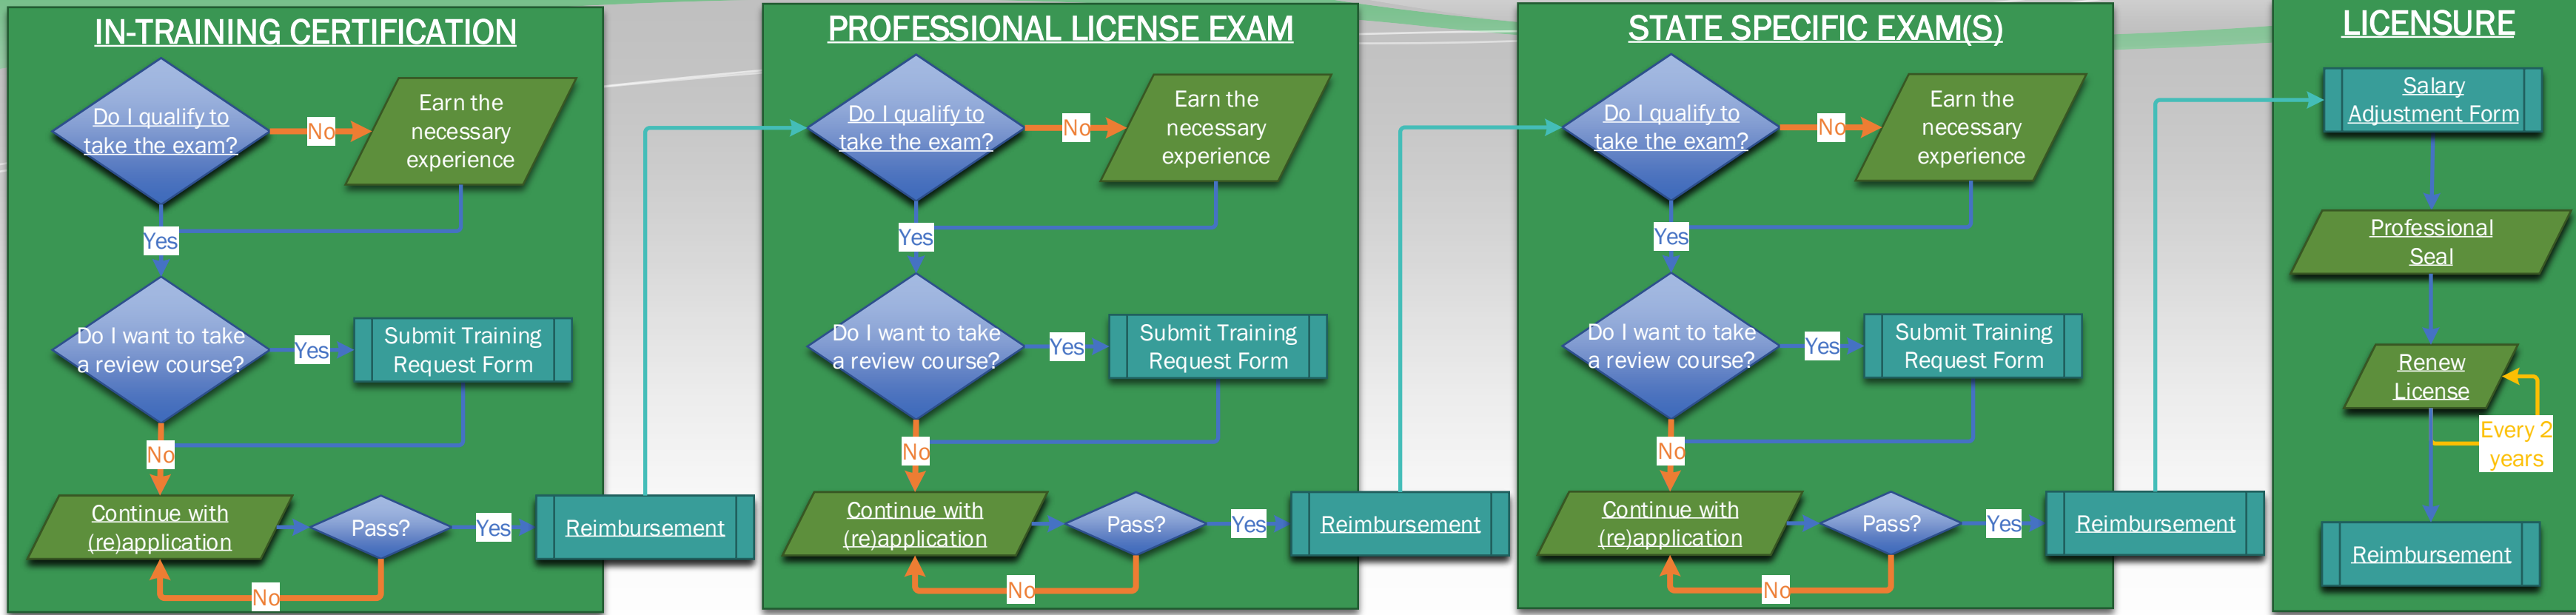 IN-TRAINING CERTIFICATION
Do I qualify to
take the exam?
No
Earn the
necessary
experience
Yes
Do I want to take
a review course?
Yes
Submit Training
Request Form
No
Continue with
(re)application
Pass?
Yes
Reimbursement
No
PROFESSIONAL LICENSE EXAM
Do I qualify to
take the exam?
No
Earn the
necessary
experience
Yes
Do I want to take
a review course?
Yes
Submit Training
Request Form
No
Continue with
(re)application
Pass?
Yes
Reimbursement
No
STATE SPECIFIC EXAM(S)
Do I qualify to
take the exam?
No
Earn the
necessary
experience
Yes
Do I want to take
a review course?
Yes
Submit Training
Request Form
No
Continue with
(re)application
Pass?
Yes
Reimbursement
No
LICENSURE
Salary
Adjustment Form
Professional
Seal
Renew
License
Every 2
years
Reimbursement